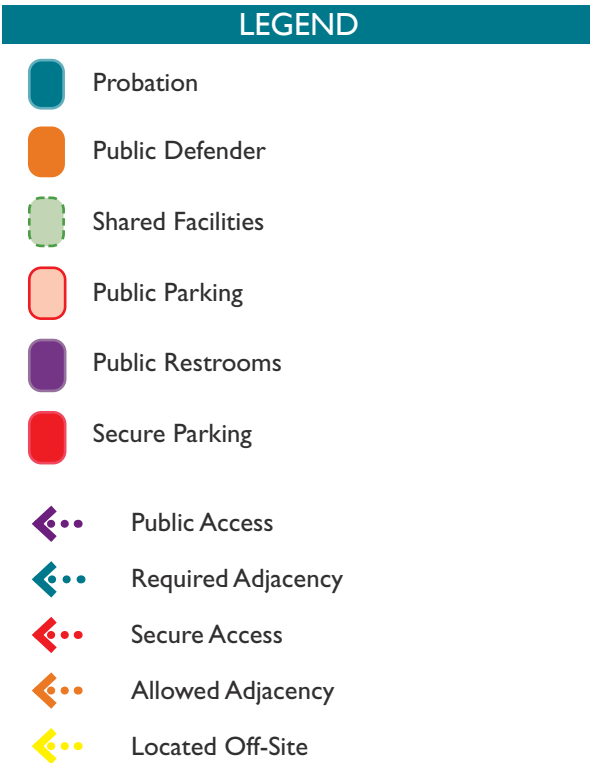 LEGEND
Probation
Public Defender
Shared Facilities
Public Parking
Public Restrooms
Secure Parking
Public Access
Required Adjacency
Secure Access
Allowed Adjacency
Located Off-Site